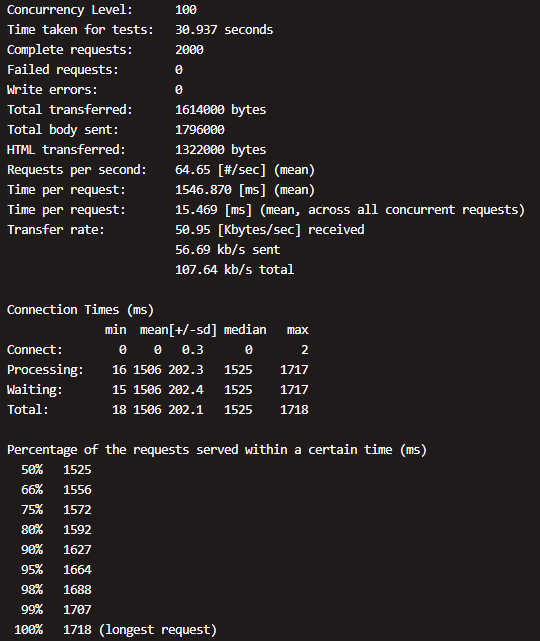 Concurrency Level:      100
Time taken for tests:   30.937 seconds
Complete requests:      2000
Failed requests:        0
Write errors:           0
Total transferred:      1614000 bytes
Total body sent:        1796000
HTML transferred:       1322000 bytes
Requests per second:    64.65 [#/sec] (mean)
Time per request:       1546.870 [ms] (mean)
Time per request:       15.469 [ms] (mean, across all concurrent requests)
Transfer rate:          50.95 [Kbytes/sec] received
                        56.69 kb/s sent
                        107.64 kb/s total

Connection Times (ms)
              min  mean[+/-sd] median   max
Connect:        0    0   0.3      0       2
Processing:    16 1506 202.3   1525    1717
Waiting:       15 1506 202.4   1525    1717
Total:         18 1506 202.1   1525    1718

Percentage of the requests served within a certain time (ms)
  50%   1525
  66%   1556
  75%   1572
  80%   1592
  90%   1627
  95%   1664
  98%   1688
  99%   1707
 100%   1718 (longest request)